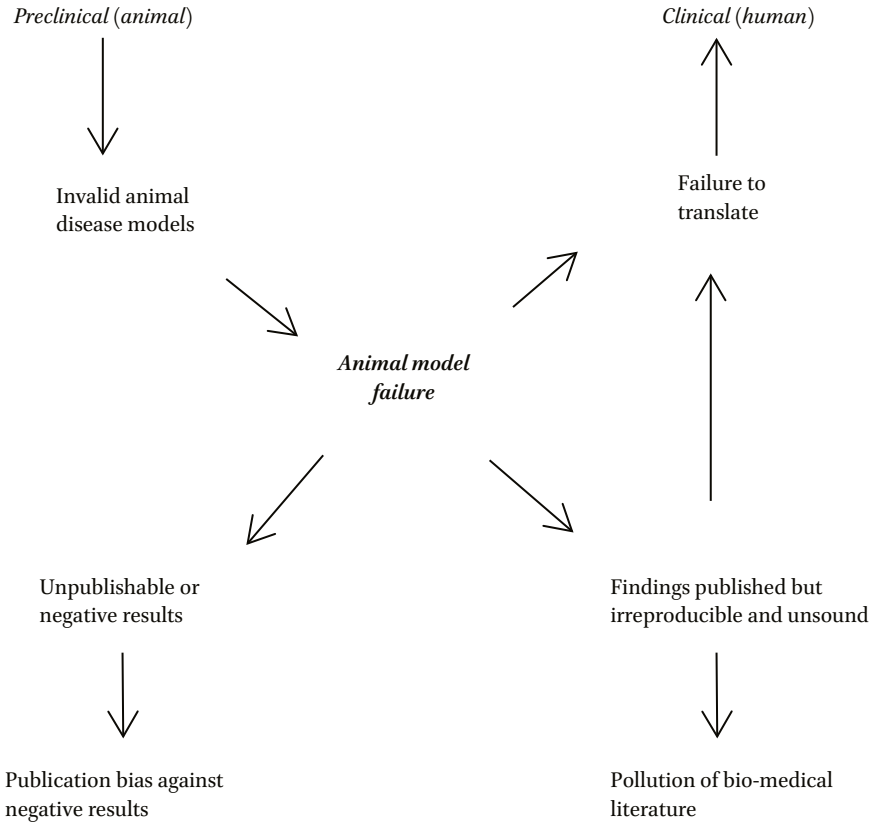 Preclinical (animal)
Clinical (human)
Invalid animal
disease models
Failure to
translate
Animal model
failure
Unpublishable or
negative results
Findings published but
irreproducible and unsound
Publication bias against
negative results
Pollution of bio-medical
literature